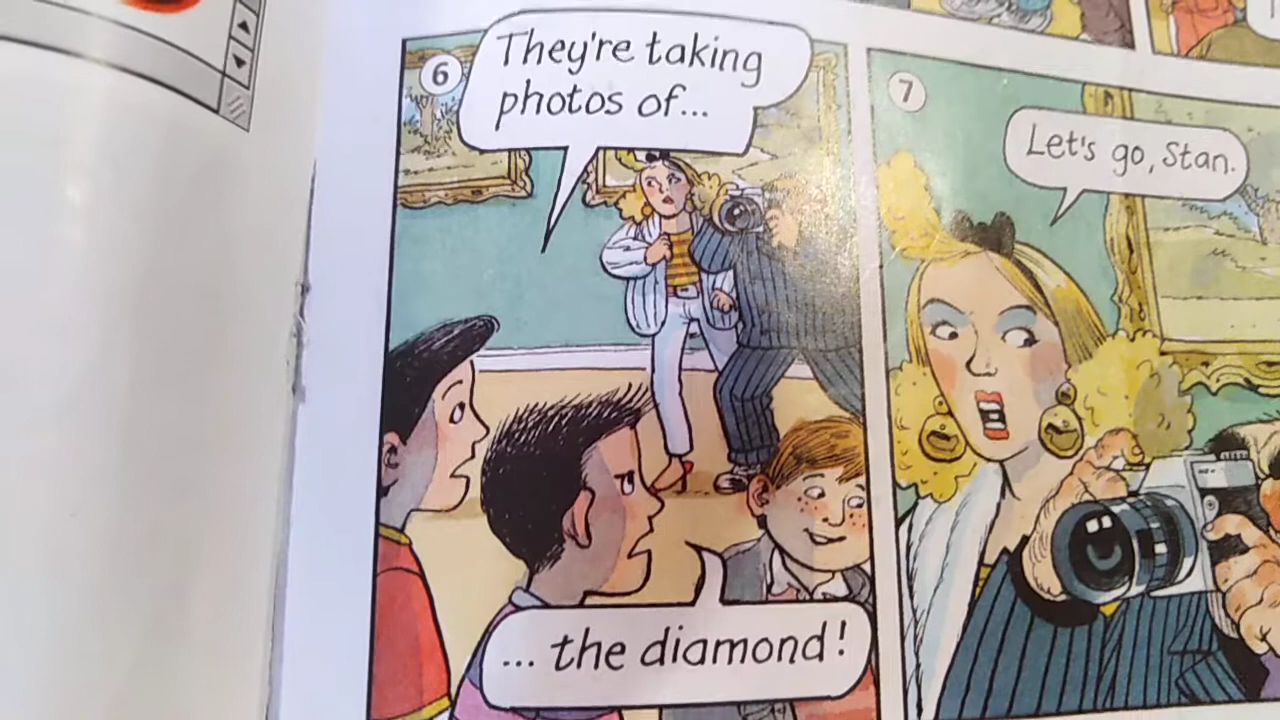 6
They're taking
photos of...
... the diamond!
7
Let's go, Stan.